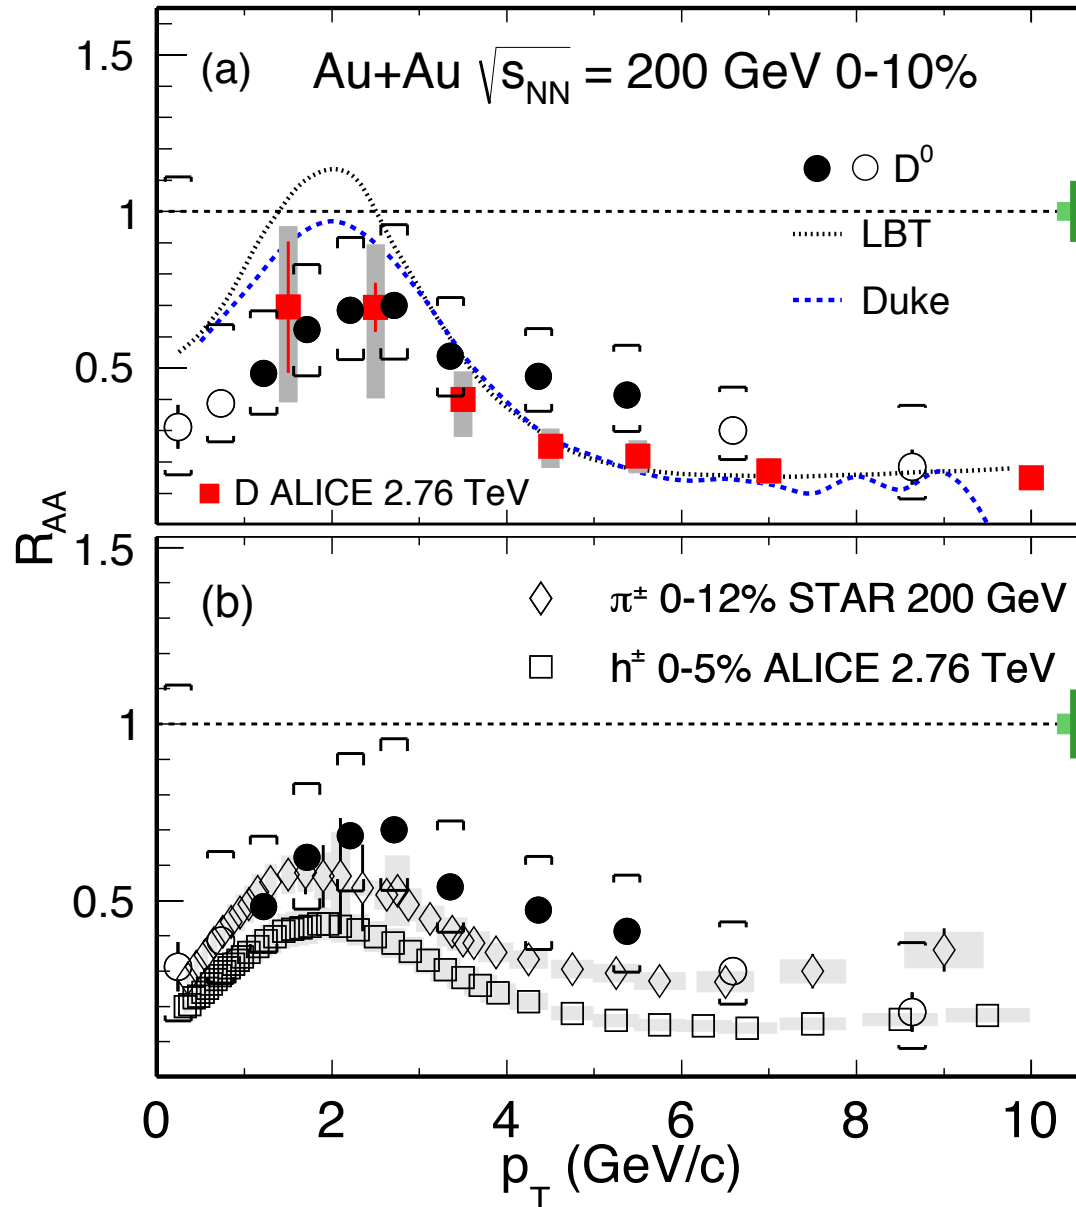 (a) Au+Au √sNN = 200 GeV 0-10%
D⁰
LBT
Duke
D ALICE 2.76 TeV
1.5
1
0.5
R_AA
(b)
π± 0-12% STAR 200 GeV
h± 0-5% ALICE 2.76 TeV
1.5
1
0.5
0 2 4 6 8 10
p_T (GeV/c)